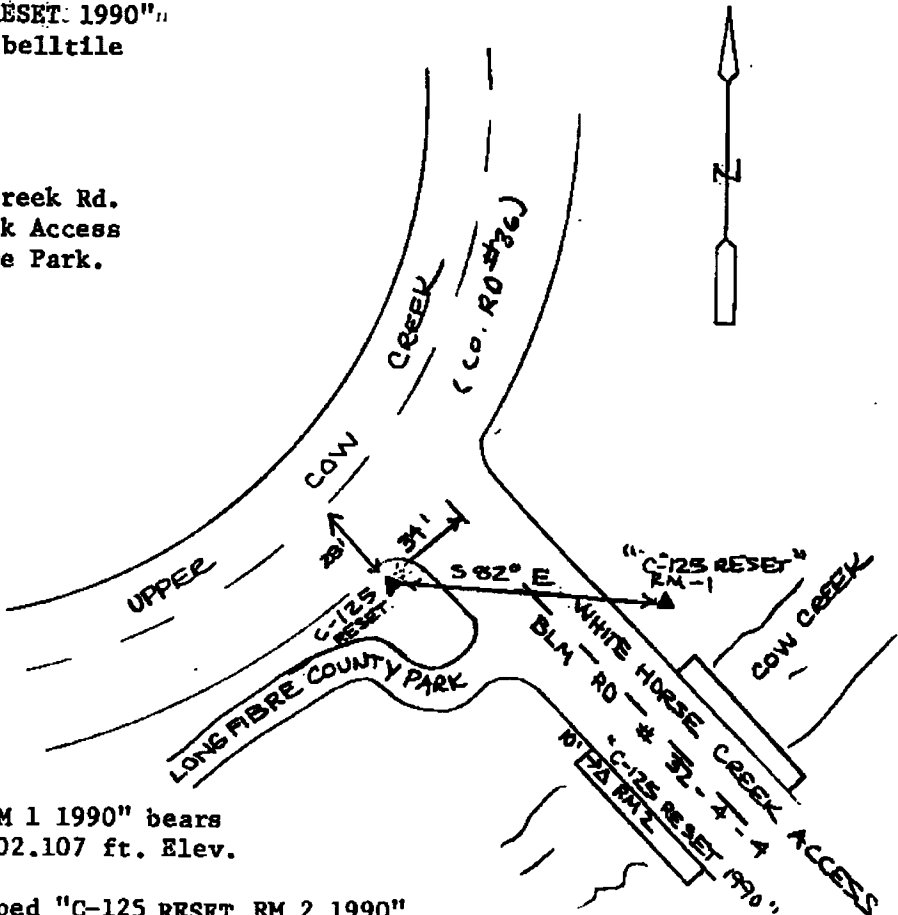 ESET 1990"
belltile
reek Rd.
k Access
e Park.
N
UPPER COW CREEK
(CO. RD #36)
28'
34'
S 82° E
"C-125 RESET"
RM-1
C-125
RESET
COW CREEK
LONG FIBRE COUNTY PARK
WHITE HORSE CREEK ACCESS
BLM RD # 32-4-4
10'
RM 2
"C-125 RESET 1990"
M 1 1990" bears
02.107 ft. Elev.
ped "C-125 RESET RM 2 1990"